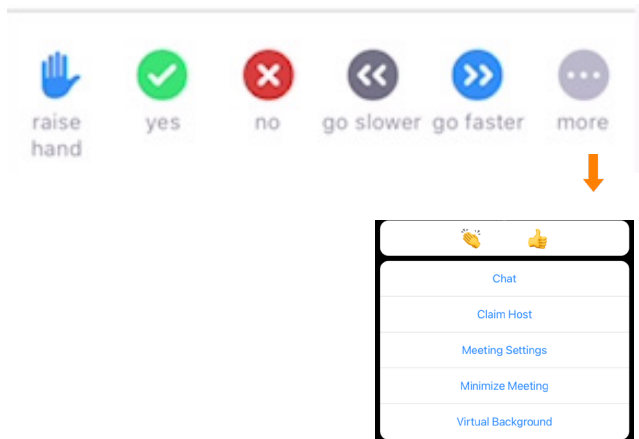 raise hand
yes
no
go slower
go faster
more
Chat
Claim Host
Meeting Settings
Minimize Meeting
Virtual Background